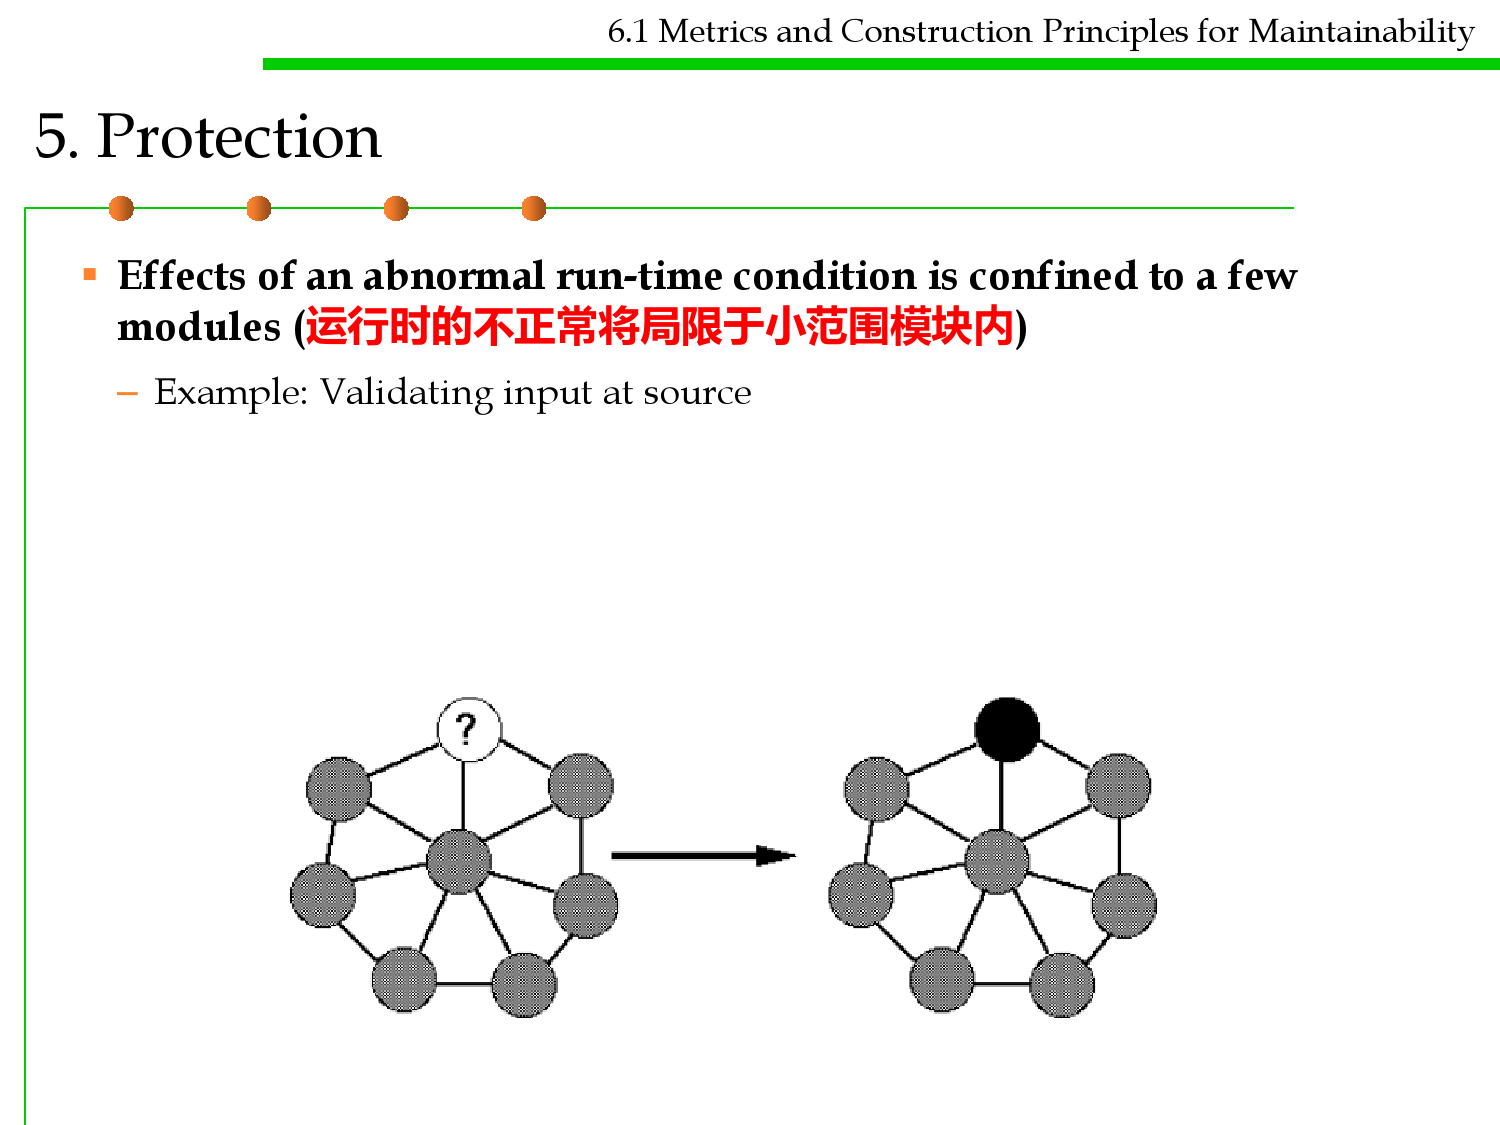 6.1 Metrics and Construction Principles for Maintainability
5. Protection
▪ Effects of an abnormal run-time condition is confined to a few
modules (运行时的不正常将局限于小范围模块内)
– Example: Validating input at source
?